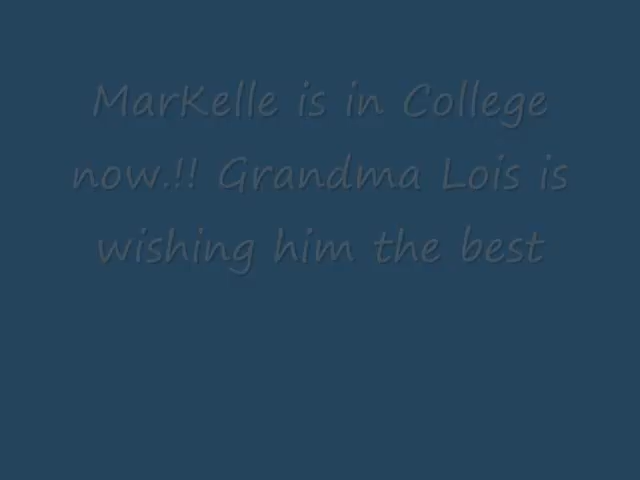 MarKelle is in College
now.!! Grandma Lois is
wishing him the best